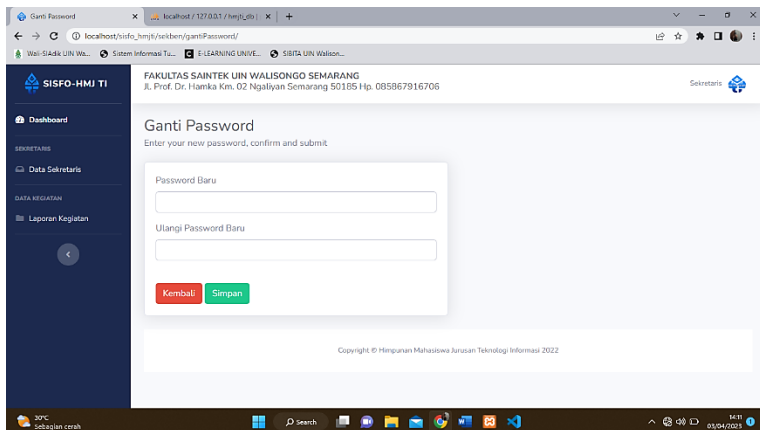 Ganti Password
localhost / 127.0.0.1 / hmjti_db |
localhost/sisfo_hmjti/sekben/gantiPassword/
Wali-SIAdik UIN Wa...
Sistem Informasi Tu...
E-LEARNING UNIVE...
SIBITA UIN Walison...
SISFO-HMJ TI
FAKULTAS SAINTEK UIN WALISONGO SEMARANG
Jl. Prof. Dr. Hamka Km. 02 Ngaliyan Semarang 50185 Hp. 085867916706
Sekretaris
Dashboard
SEKRETARIS
Data Sekretaris
DATA KEGIATAN
Laporan Kegiatan
Ganti Password
Enter your new password, confirm and submit
Password Baru
Ulangi Password Baru
Kembali
Simpan
Copyright © Himpunan Mahasiswa Jurusan Teknologi Informasi 2022
30°C
Sebagian cerah
Search
14:11
03/04/2023